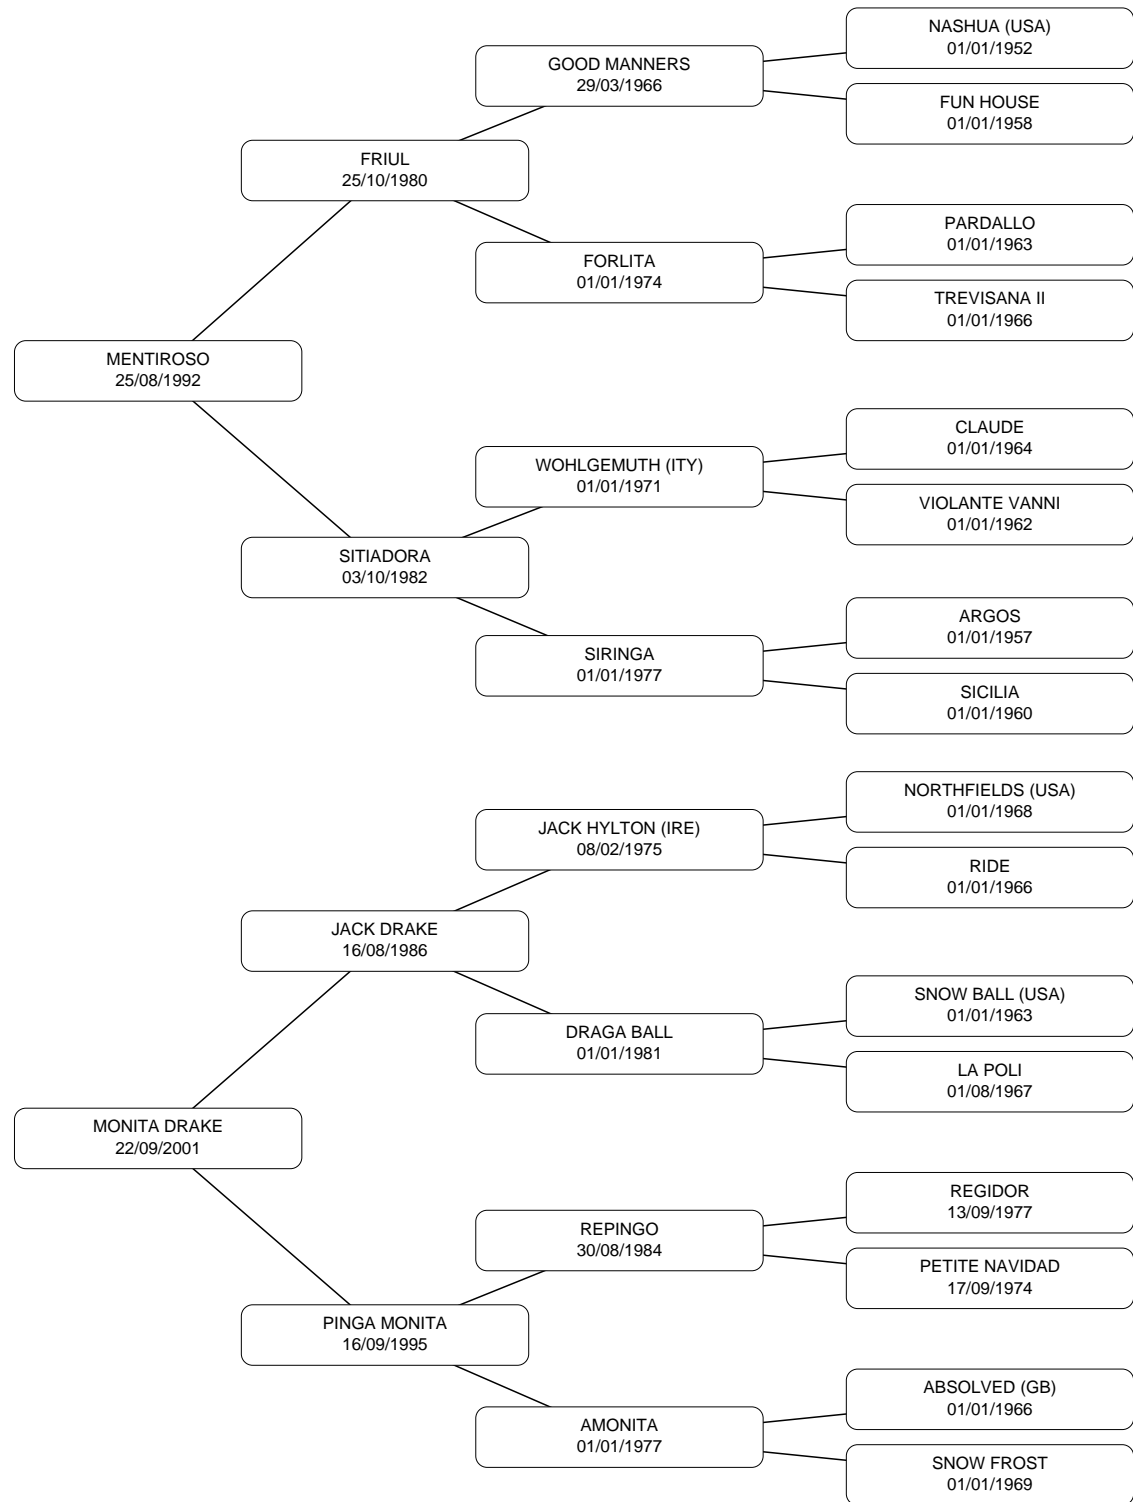 NASHUA (USA)
01/01/1952
GOOD MANNERS
29/03/1966
FUN HOUSE
01/01/1958
FRIUL
25/10/1980
PARDALLO
01/01/1963
FORLITA
01/01/1974
TREVISANA II
01/01/1966
MENTIROSO
25/08/1992
CLAUDE
01/01/1964
WOHLGEMUTH (ITY)
01/01/1971
VIOLANTE VANNI
01/01/1962
SITIADORA
03/10/1982
ARGOS
01/01/1957
SIRINGA
01/01/1977
SICILIA
01/01/1960
NORTHFIELDS (USA)
01/01/1968
JACK HYLTON (IRE)
08/02/1975
RIDE
01/01/1966
JACK DRAKE
16/08/1986
SNOW BALL (USA)
01/01/1963
DRAGA BALL
01/01/1981
LA POLI
01/08/1967
MONITA DRAKE
22/09/2001
REGIDOR
13/09/1977
REPINGO
30/08/1984
PETITE NAVIDAD
17/09/1974
PINGA MONITA
16/09/1995
ABSOLVED (GB)
01/01/1966
AMONITA
01/01/1977
SNOW FROST
01/01/1969